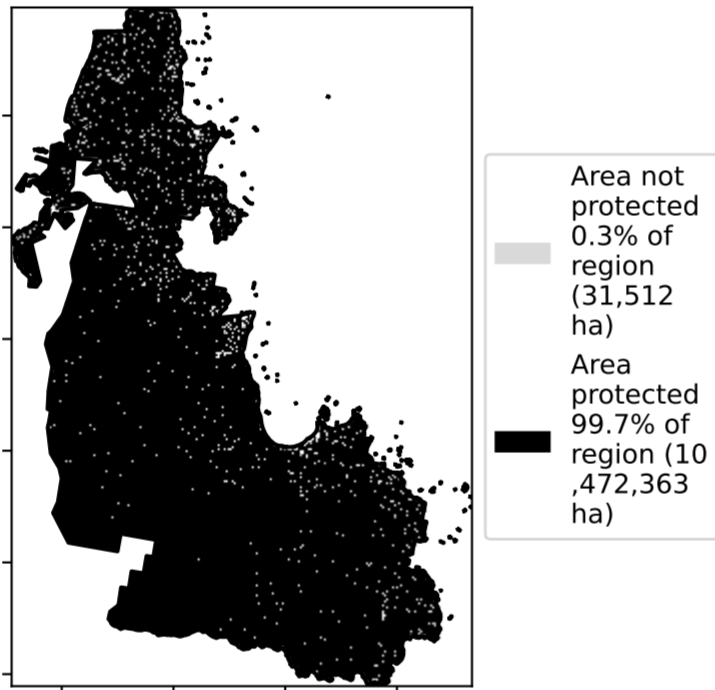 Area not
protected
0.3% of
region
(31,512
ha)
Area
protected
99.7% of
region (10
,472,363
ha)